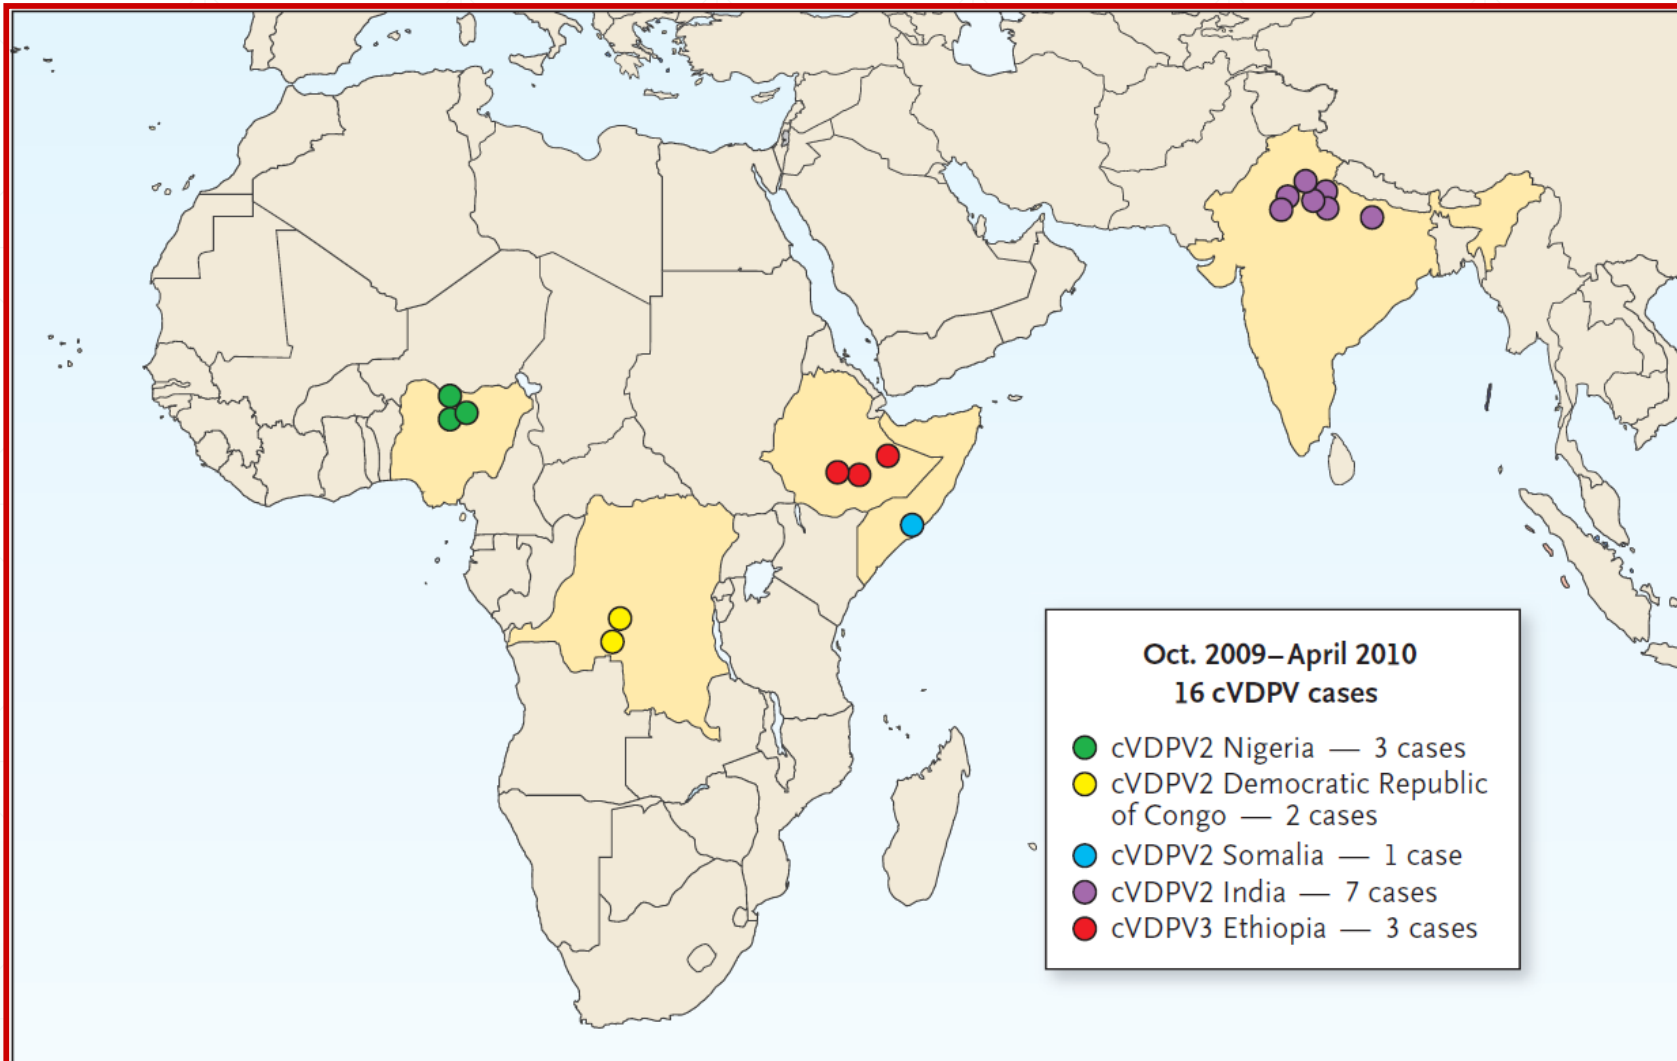 Oct. 2009–April 2010
16 cVDPV cases
cVDPV2 Nigeria — 3 cases
cVDPV2 Democratic Republic
of Congo — 2 cases
cVDPV2 Somalia — 1 case
cVDPV2 India — 7 cases
cVDPV3 Ethiopia — 3 cases